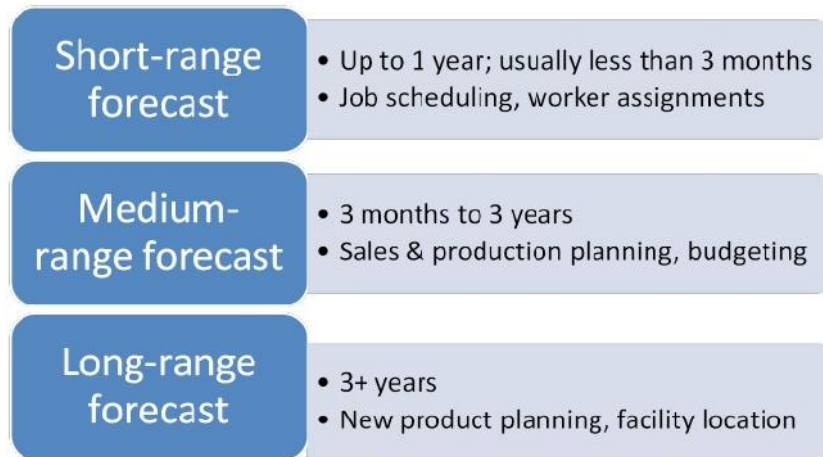 Short-range
forecast
• Up to 1 year; usually less than 3 months
• Job scheduling, worker assignments
Medium-
range forecast
• 3 months to 3 years
• Sales & production planning, budgeting
Long-range
forecast
• 3+ years
• New product planning, facility location